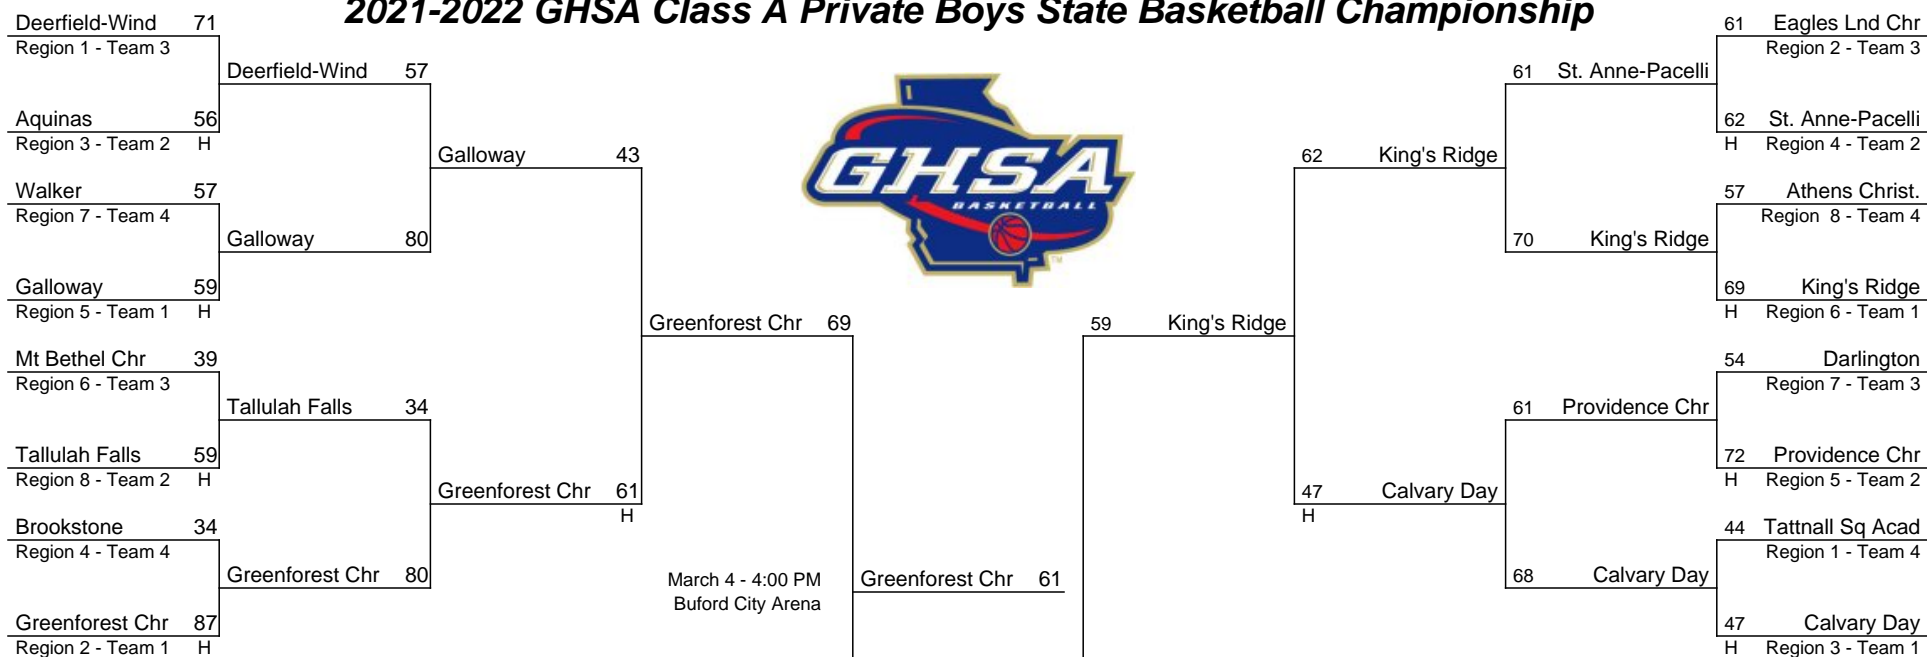 2021-2022 GHSA Class A Private Boys State Basketball Championship
Deerfield-Wind 71
Region 1 - Team 3
Aquinas 56
Region 3 - Team 2 H
Walker 57
Region 7 - Team 4
Galloway 59
Region 5 - Team 1 H
Mt Bethel Chr 39
Region 6 - Team 3
Tallulah Falls 59
Region 8 - Team 2 H
Brookstone 34
Region 4 - Team 4
Greenforest Chr 87
Region 2 - Team 1 H
Deerfield-Wind 57
Galloway 80
Tallulah Falls 34
Greenforest Chr 80
Galloway 43
Greenforest Chr 61
H
Greenforest Chr 69
March 4 - 4:00 PM
Buford City Arena
Greenforest Chr 61
GHSA
BASKETBALL
TM
59 King's Ridge
62 King's Ridge
47 Calvary Day
H
61 St. Anne-Pacelli
70 King's Ridge
61 Providence Chr
68 Calvary Day
61 Eagles Lnd Chr
Region 2 - Team 3
62 St. Anne-Pacelli
H Region 4 - Team 2
57 Athens Christ.
Region 8 - Team 4
69 King's Ridge
H Region 6 - Team 1
54 Darlington
Region 7 - Team 3
72 Providence Chr
H Region 5 - Team 2
44 Tattnall Sq Acad
Region 1 - Team 4
47 Calvary Day
H Region 3 - Team 1